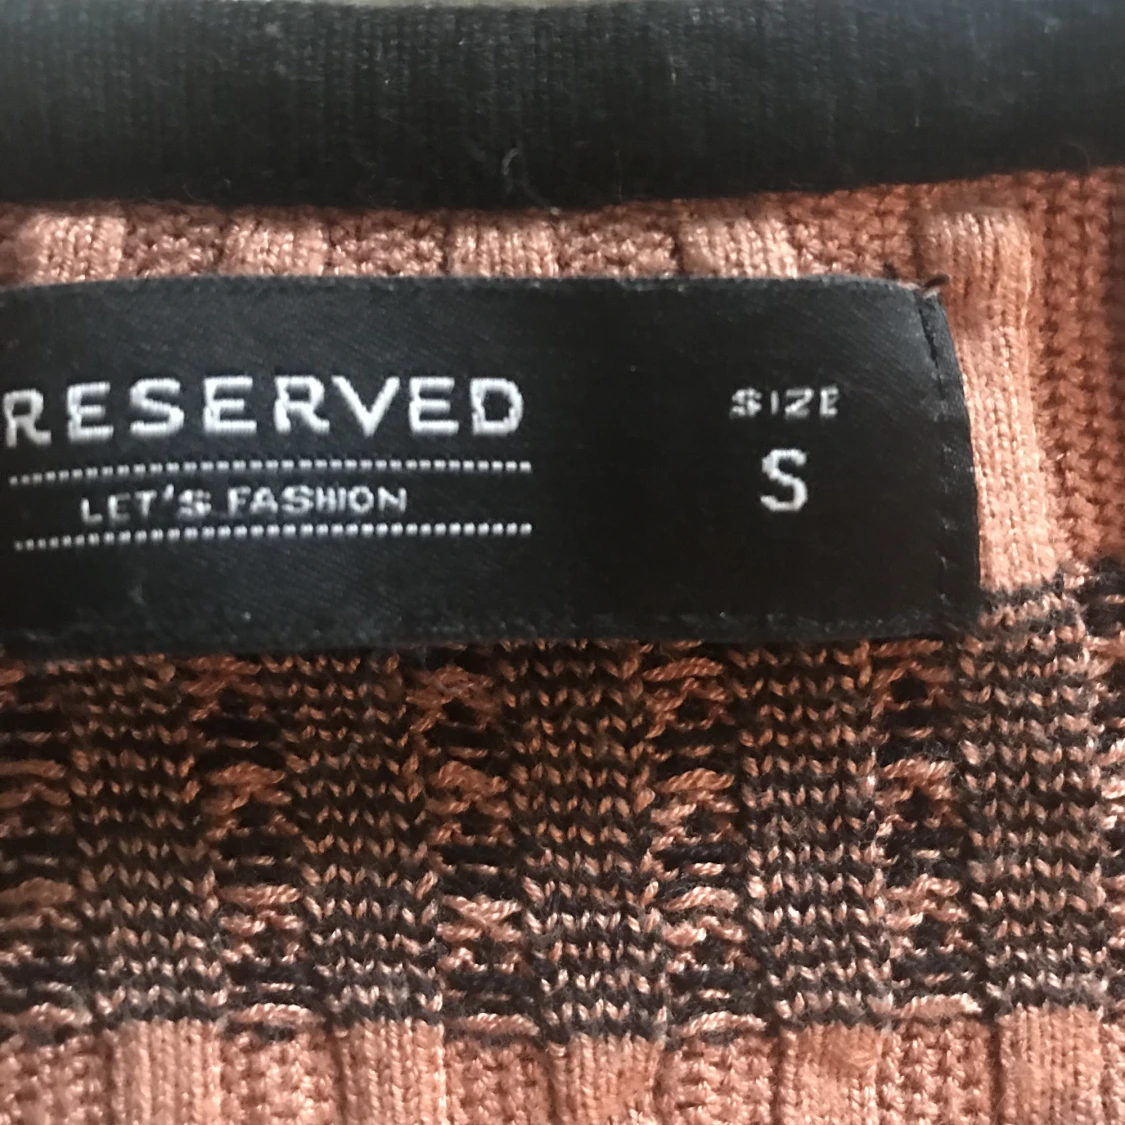 RESERVED
LET'S FASHION
SIZE
S